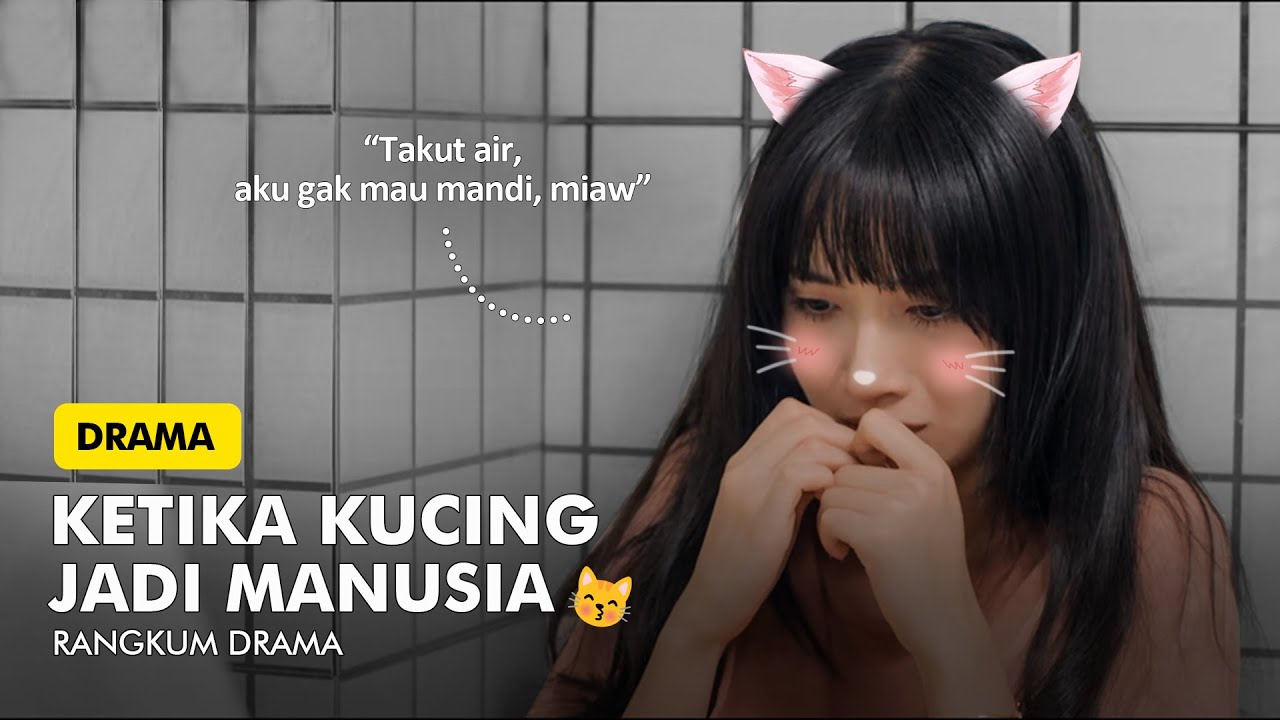 “Takut air,
aku gak mau mandi, miaw”
DRAMA
KETIKA KUCING
JADI MANUSIA
RANGKUM DRAMA